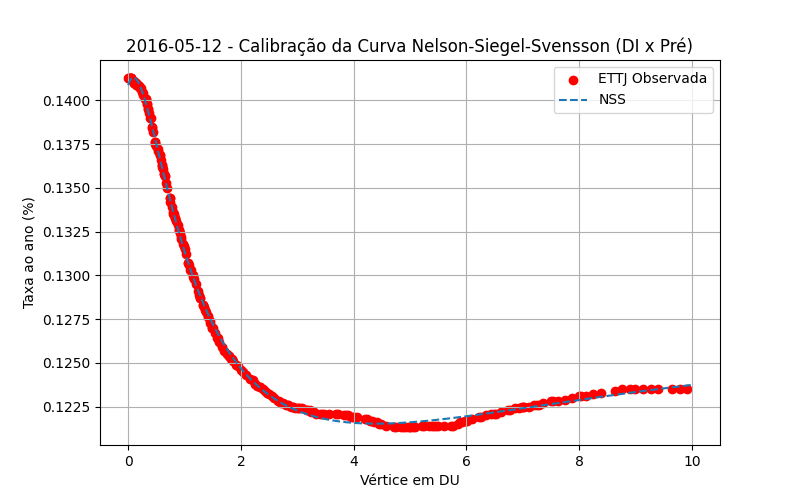 2016-05-12 - Calibração da Curva Nelson-Siegel-Svensson (DI x Pré)
ETTJ Observada
NSS
Taxa ao ano (%)
0.1400
0.1375
0.1350
0.1325
0.1300
0.1275
0.1250
0.1225
0 2 4 6 8 10
Vértice em DU